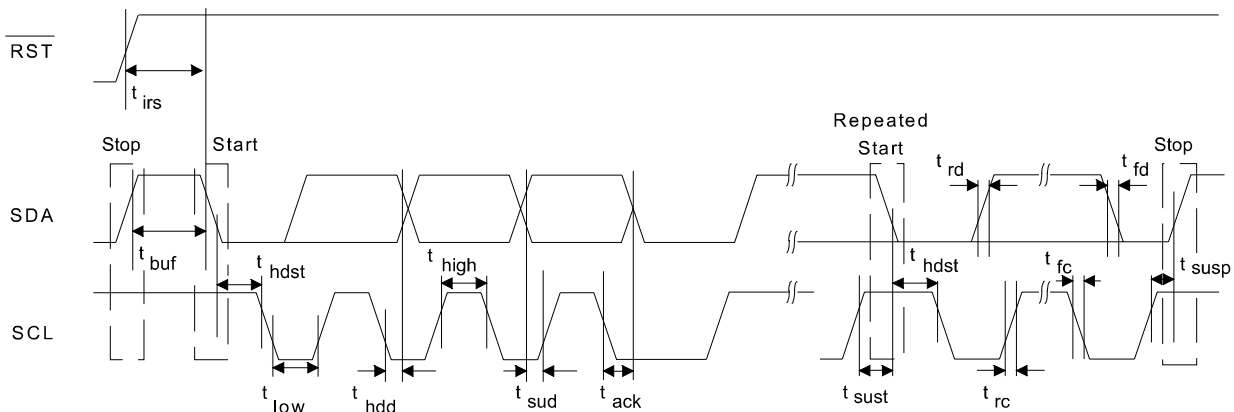 RST
t irs
Stop
Start
Repeated
Start
Stop
t rd
t fd
SDA
t buf
t hdst
t high
t hdst
t fc
t susp
SCL
t low
t hdd
t sud
t ack
t sust
t rc